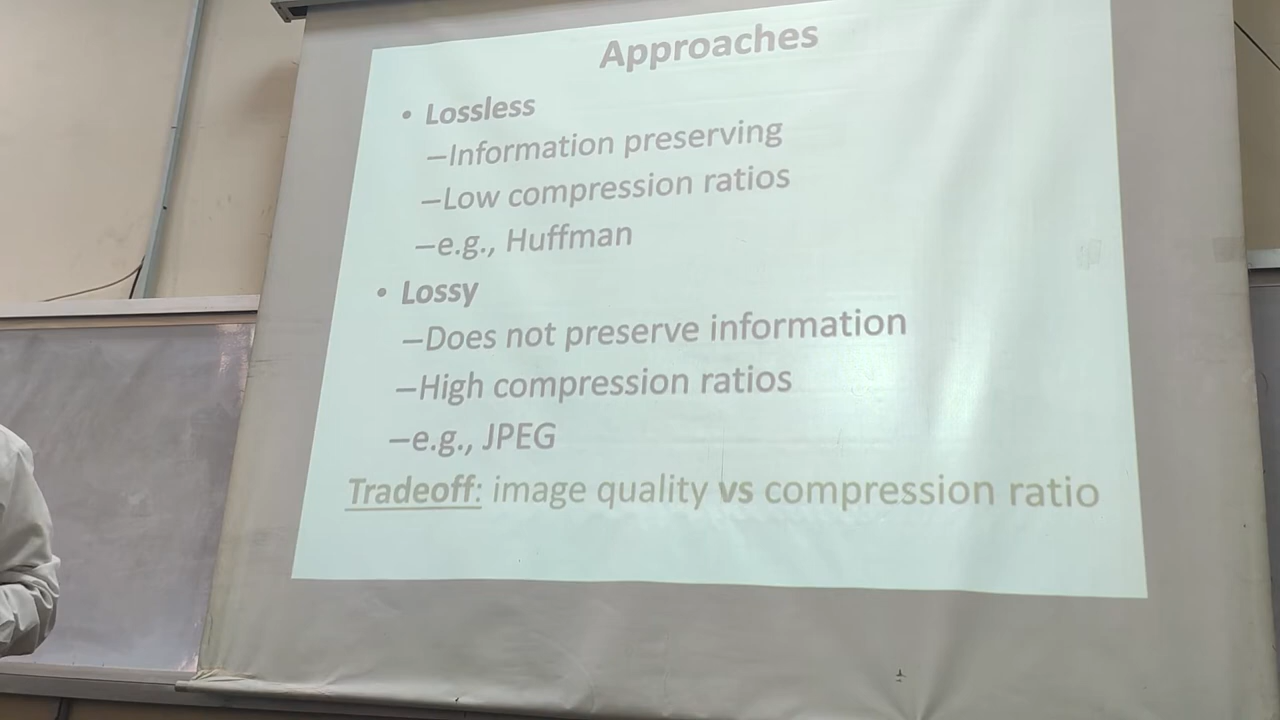 Approaches
• Lossless
–Information preserving
–Low compression ratios
–e.g., Huffman
• Lossy
–Does not preserve information
–High compression ratios
–e.g., JPEG
Tradeoff: image quality vs compression ratio